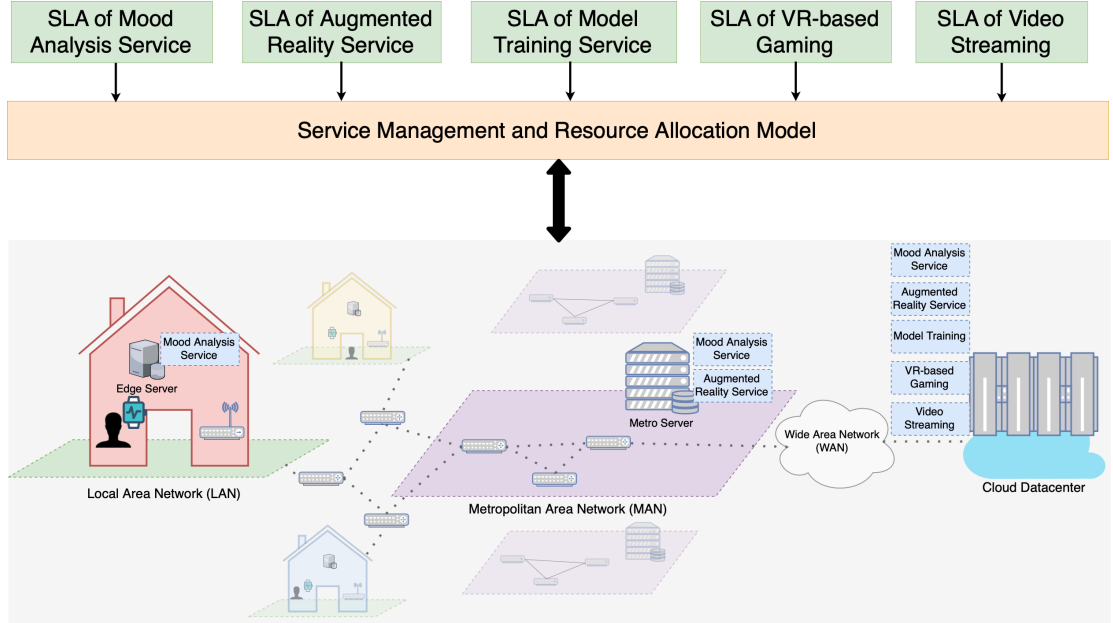 SLA of Mood
Analysis Service
SLA of Augmented
Reality Service
SLA of Model
Training Service
SLA of VR-based
Gaming
SLA of Video
Streaming
Service Management and Resource Allocation Model
Mood Analysis
Service
Edge Server
Local Area Network (LAN)
Mood Analysis
Service
Augmented
Reality Service
Metro Server
Metropolitan Area Network (MAN)
Wide Area Network
(WAN)
Mood Analysis
Service
Augmented
Reality Service
Model Training
VR-based
Gaming
Video
Streaming
Cloud Datacenter